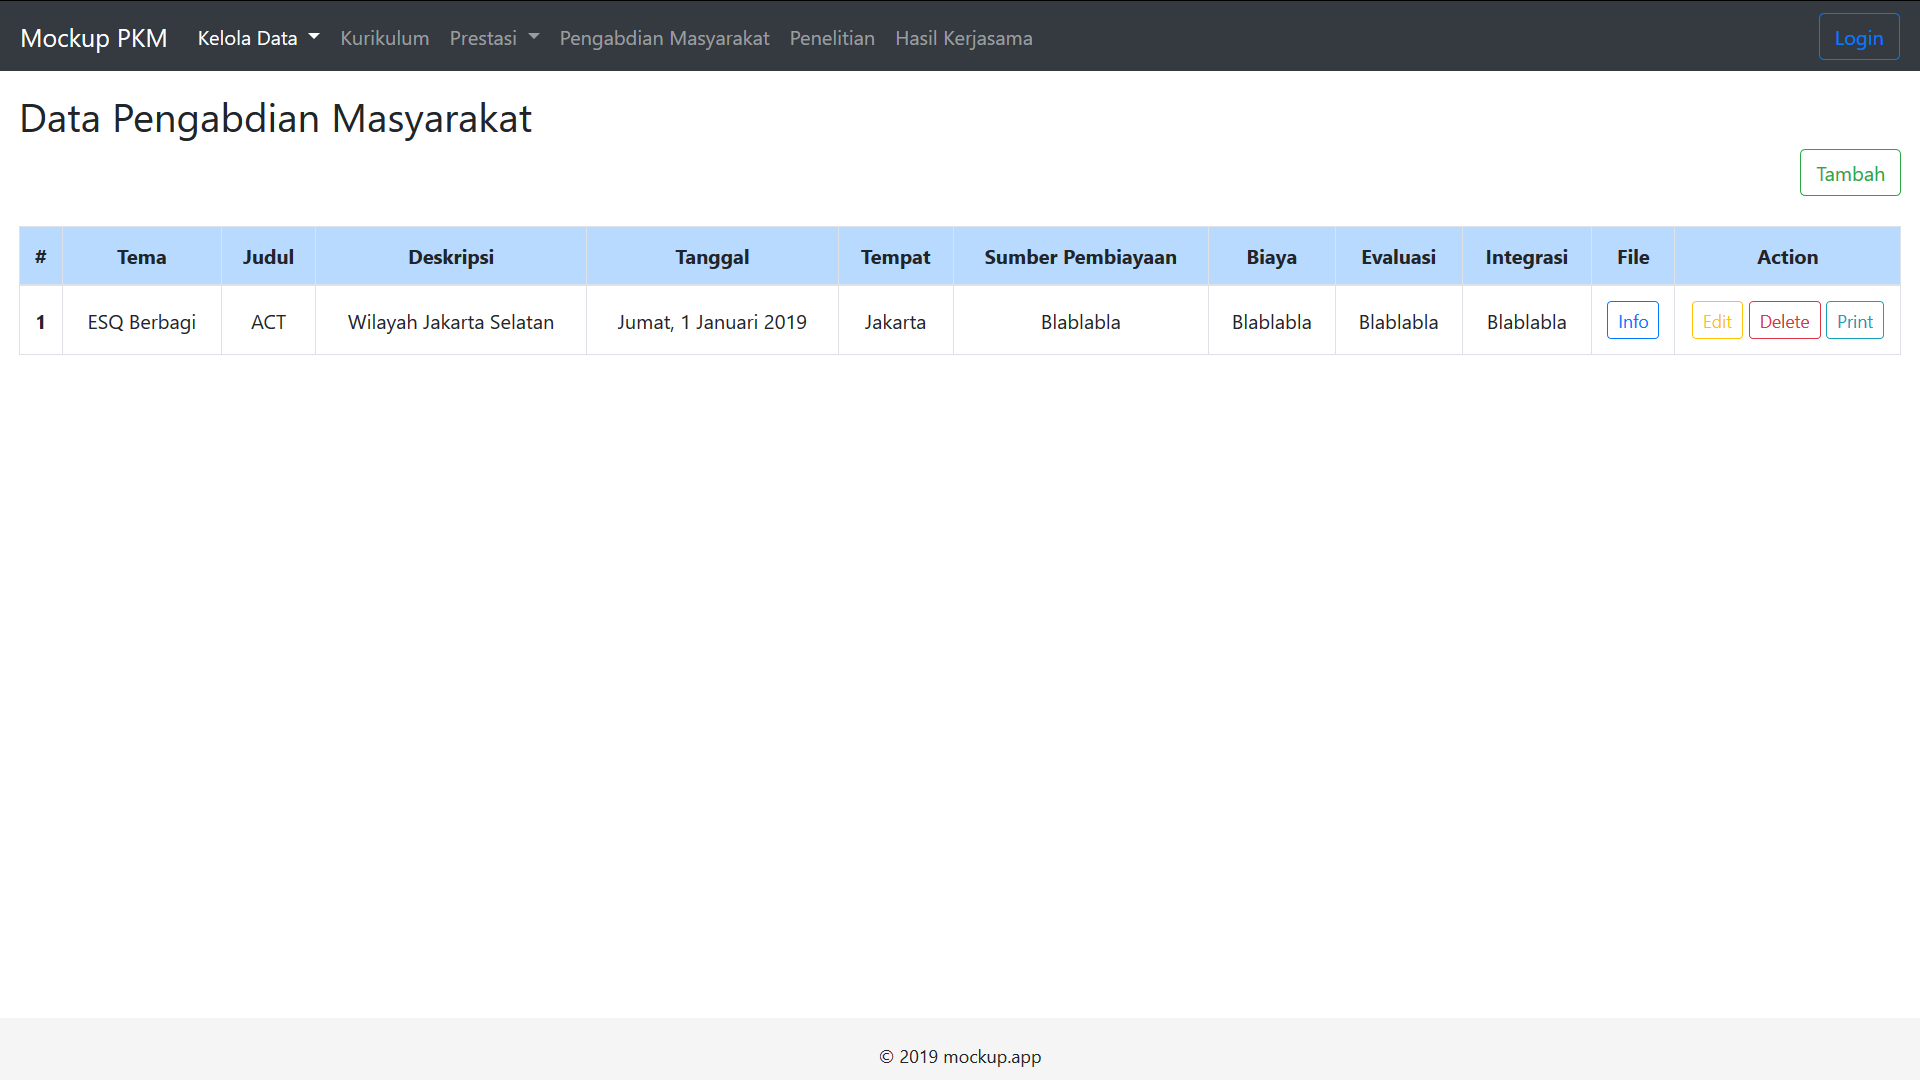 Mockup PKM Kelola Data Kurikulum Prestasi Pengabdian Masyarakat Penelitian Hasil Kerjasama Login
Data Pengabdian Masyarakat
Tambah
# Tema Judul Deskripsi Tanggal Tempat Sumber Pembiayaan Biaya Evaluasi Integrasi File Action
1 ESQ Berbagi ACT Wilayah Jakarta Selatan Jumat, 1 Januari 2019 Jakarta Blablabla Blablabla Blablabla Blablabla Info Edit Delete Print
© 2019 mockup.app